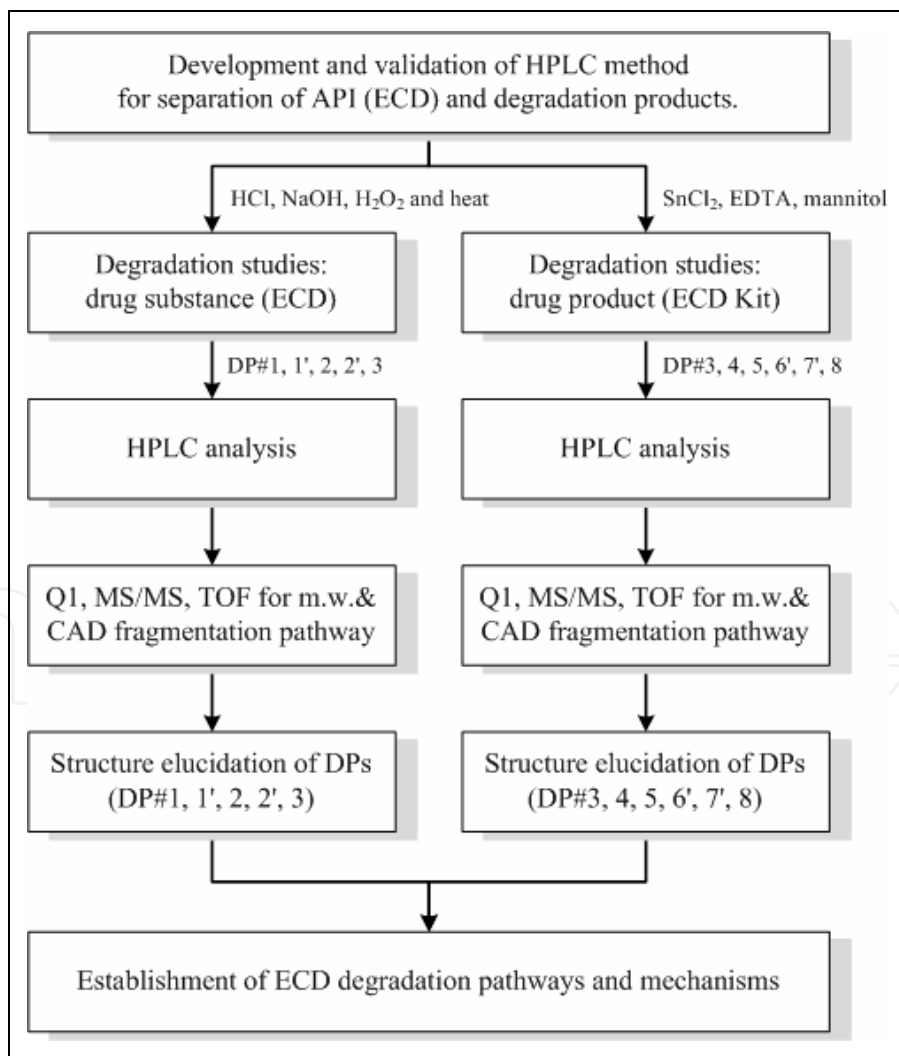 Development and validation of HPLC method
for separation of API (ECD) and degradation products.
HCl, NaOH, H₂O₂ and heat
SnCl₂, EDTA, mannitol
Degradation studies:
drug substance (ECD)
Degradation studies:
drug product (ECD Kit)
DP#1, 1', 2, 2', 3
DP#3, 4, 5, 6', 7', 8
HPLC analysis
HPLC analysis
Q1, MS/MS, TOF for m.w.&
CAD fragmentation pathway
Q1, MS/MS, TOF for m.w.&
CAD fragmentation pathway
Structure elucidation of DPs
(DP#1, 1', 2, 2', 3)
Structure elucidation of DPs
(DP#3, 4, 5, 6', 7', 8)
Establishment of ECD degradation pathways and mechanisms